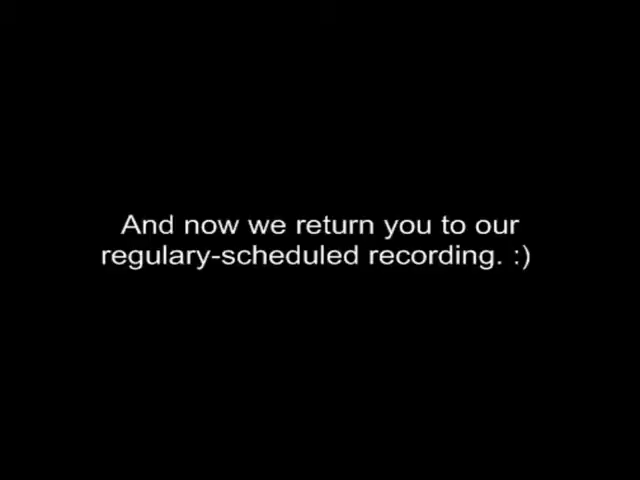 And now we return you to our
regulary-scheduled recording. :)